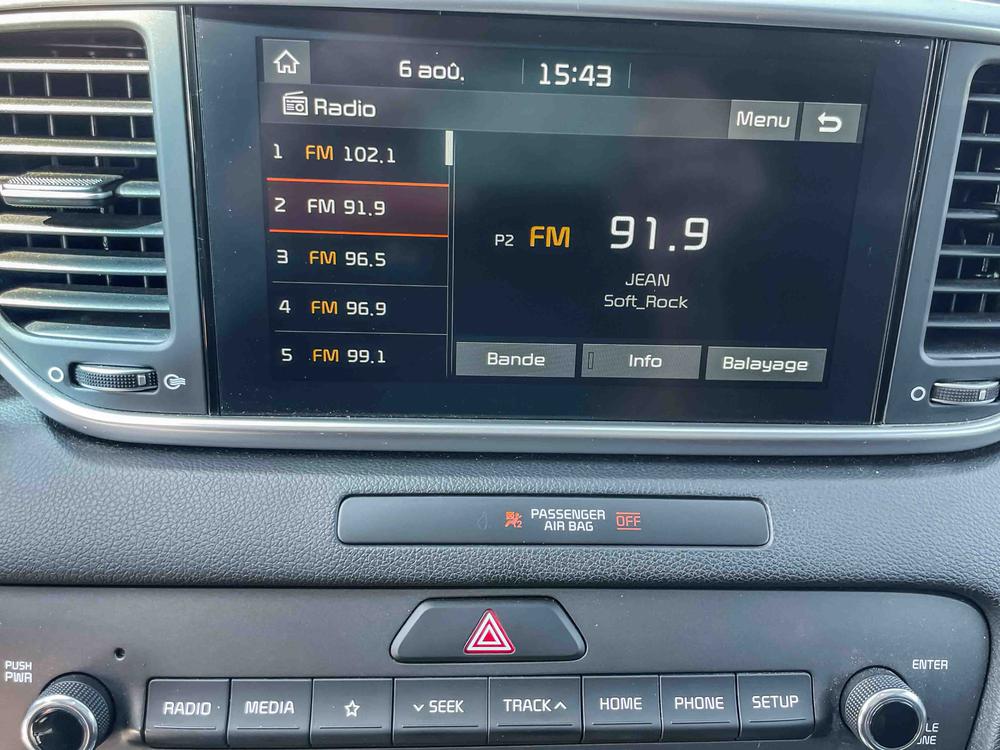 6 aoû. 15:43
Radio
Menu
1 FM 102.1
2 FM 91.9
3 FM 96.5
4 FM 96.9
5 FM 99.1
P2 FM 91.9
JEAN
Soft_Rock
Bande Info Balayage
PASSENGER
AIR BAG OFF
PUSH
PWR
ENTER
RADIO MEDIA SEEK TRACK HOME PHONE SETUP